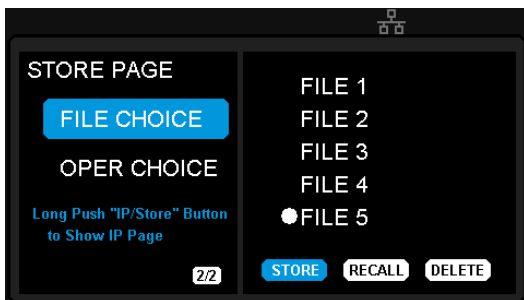 STORE PAGE
FILE CHOICE
OPER CHOICE
Long Push "IP/Store" Button
to Show IP Page
2/2
FILE 1
FILE 2
FILE 3
FILE 4
FILE 5
STORE RECALL DELETE